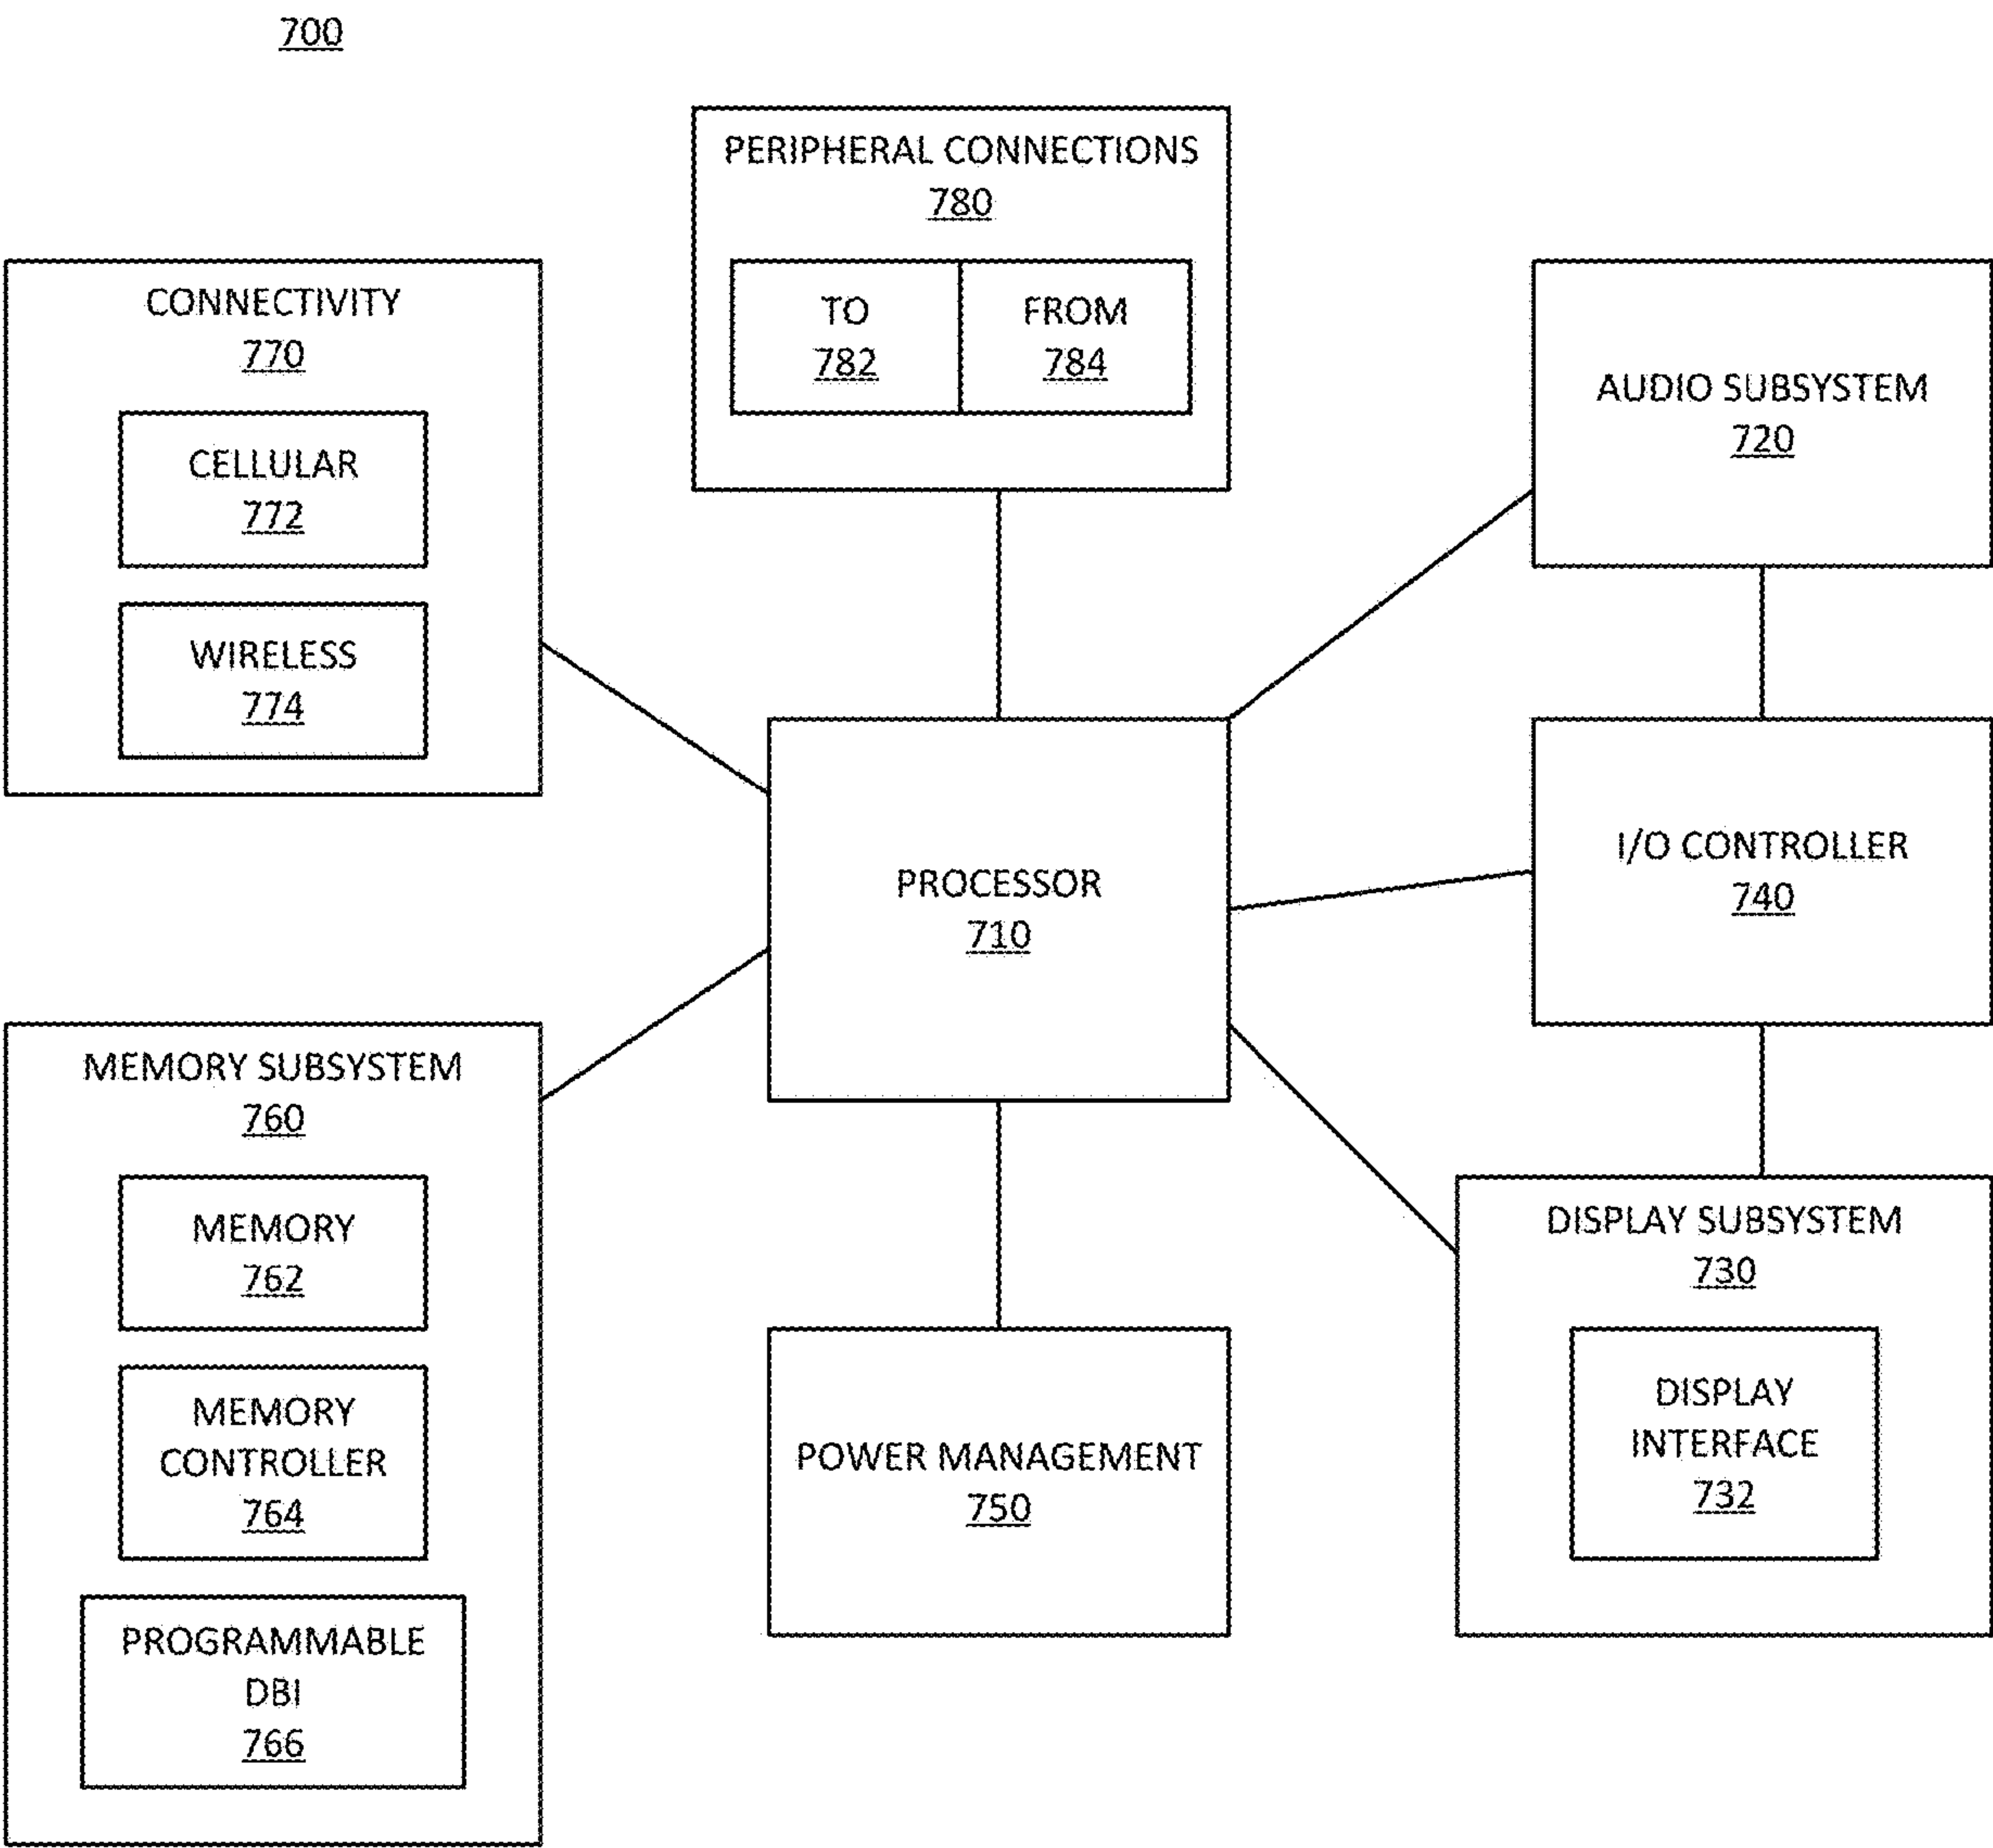 700
PERIPHERAL CONNECTIONS
780
TO
782
FROM
784
CONNECTIVITY
770
CELLULAR
772
WIRELESS
774
AUDIO SUBSYSTEM
720
PROCESSOR
710
I/O CONTROLLER
740
MEMORY SUBSYSTEM
760
MEMORY
762
MEMORY
CONTROLLER
764
PROGRAMMABLE
DBI
766
POWER MANAGEMENT
750
DISPLAY SUBSYSTEM
730
DISPLAY
INTERFACE
732